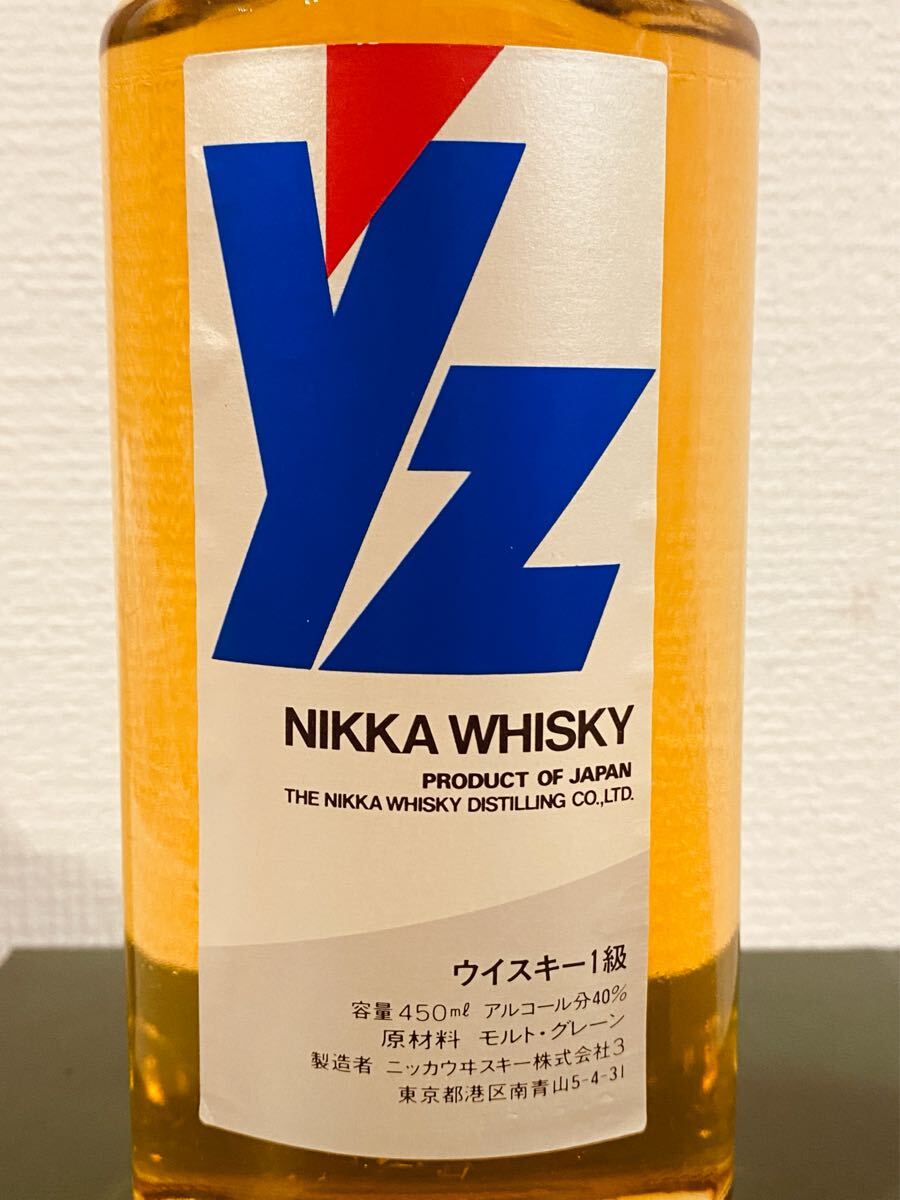 YZ
NIKKA WHISKY
PRODUCT OF JAPAN
THE NIKKA WHISKY DISTILLING CO.,LTD.
ウイスキー1級
容量450mℓ アルコール分40%
原材料 モルト・グレーン
製造者 ニッカウヰスキー株式会社3
東京都港区南青山5-4-31